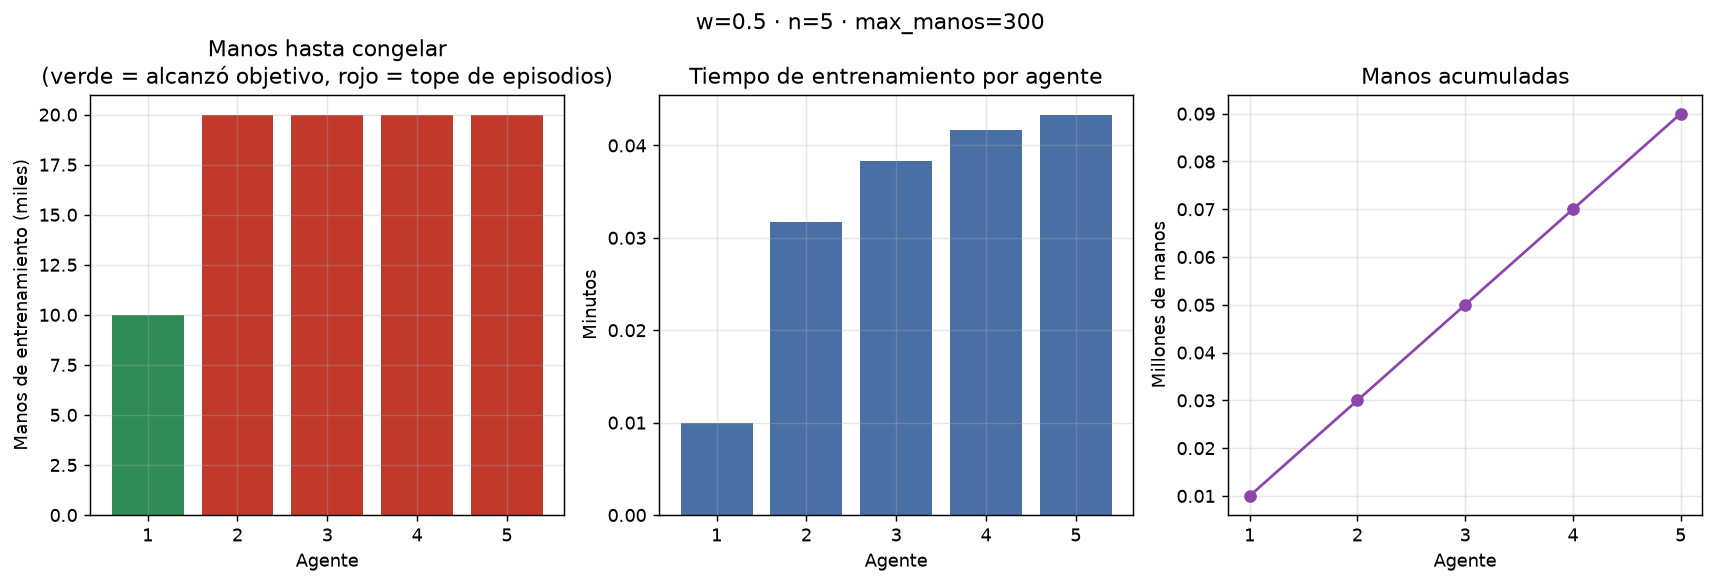 w=0.5 · n=5 · max_manos=300
Manos hasta congelar
(verde = alcanzó objetivo, rojo = tope de episodios)
Manos de entrenamiento (miles)
20.0
17.5
15.0
12.5
10.0
7.5
5.0
2.5
0.0
1 2 3 4 5
Agente
Tiempo de entrenamiento por agente
Minutos
0.04
0.03
0.02
0.01
0.00
1 2 3 4 5
Agente
Manos acumuladas
Millones de manos
0.09
0.08
0.07
0.06
0.05
0.04
0.03
0.02
0.01
1 2 3 4 5
Agente